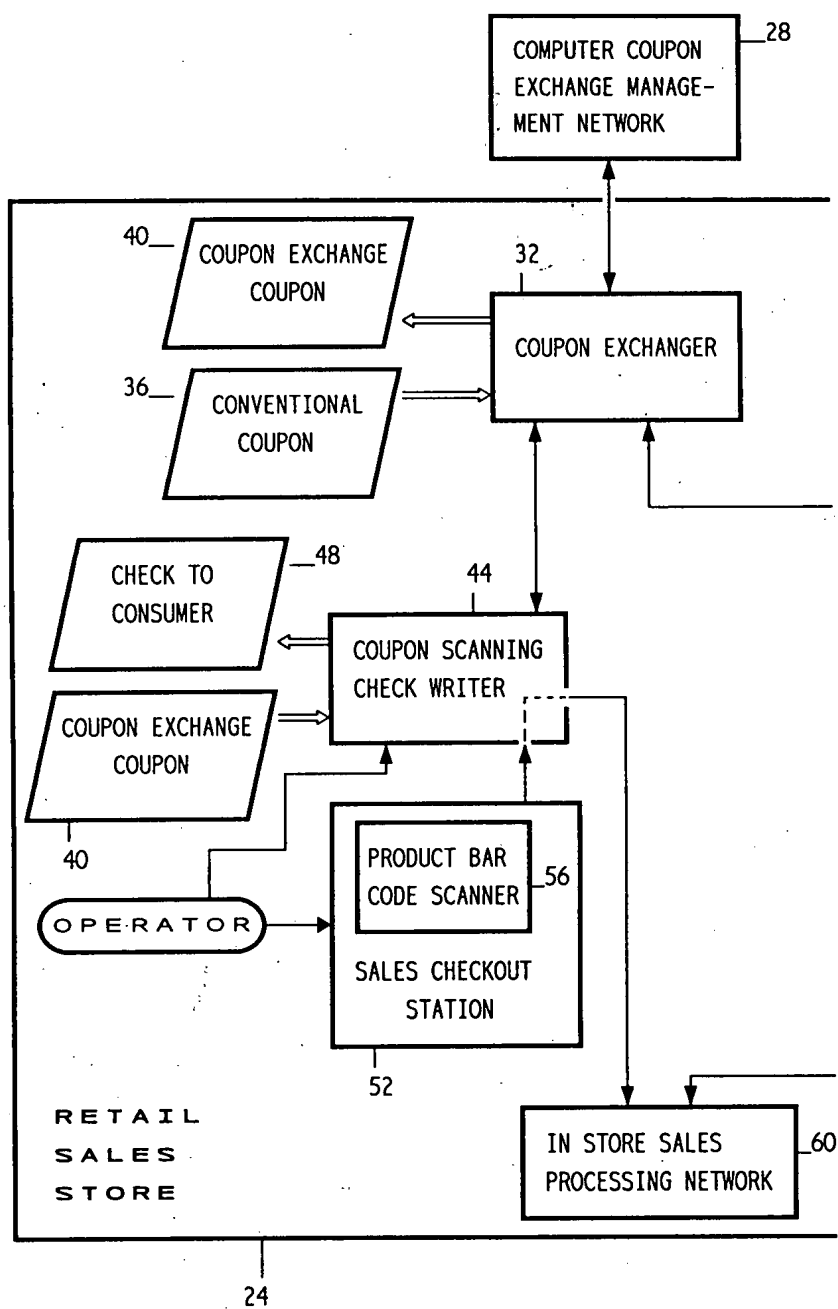 28
COMPUTER COUPON
EXCHANGE MANAGE-
MENT NETWORK
40
COUPON EXCHANGE
COUPON
32
COUPON EXCHANGER
36
CONVENTIONAL
COUPON
CHECK TO
CONSUMER
48
44
COUPON SCANNING
CHECK WRITER
COUPON EXCHANGE
COUPON
40
PRODUCT BAR
CODE SCANNER
56
OPERATOR
SALES CHECKOUT
STATION
52
RETAIL
SALES
STORE
IN STORE SALES
PROCESSING NETWORK
60
24